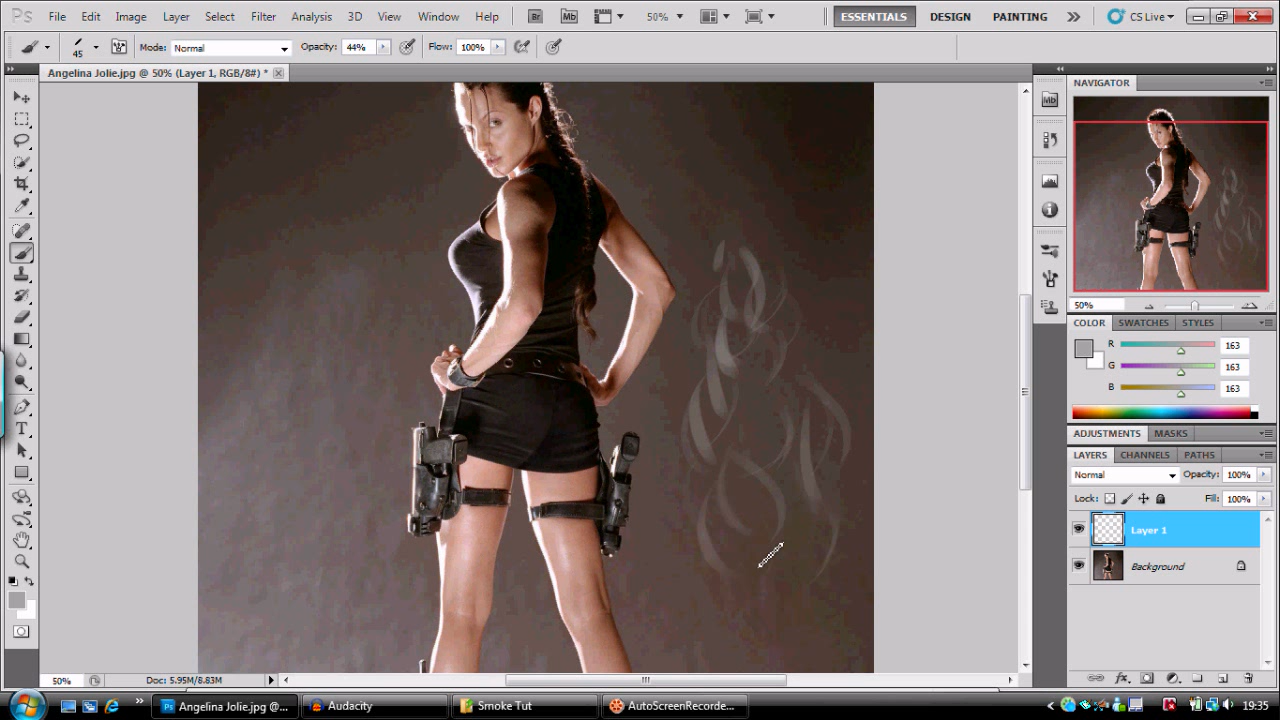 Ps File Edit Image Layer Select Filter Analysis 3D View Window Help Br Mb 50% ESSENTIALS DESIGN PAINTING CS Live
45 Mode: Normal Opacity: 44% Flow: 100%
Angelina Jolie.jpg @ 50% (Layer 1, RGB/8#) *
NAVIGATOR
Mb
50%
COLOR SWATCHES STYLES
R 163
G 163
B 163
ADJUSTMENTS MASKS
LAYERS CHANNELS PATHS
Normal Opacity: 100%
Lock: Fill: 100%
Layer 1
Background
50% Doc: 5.95M/8.83M
Angelina Jolie.jpg @... Audacity Smoke Tut AutoScreenRecorde... 19:35